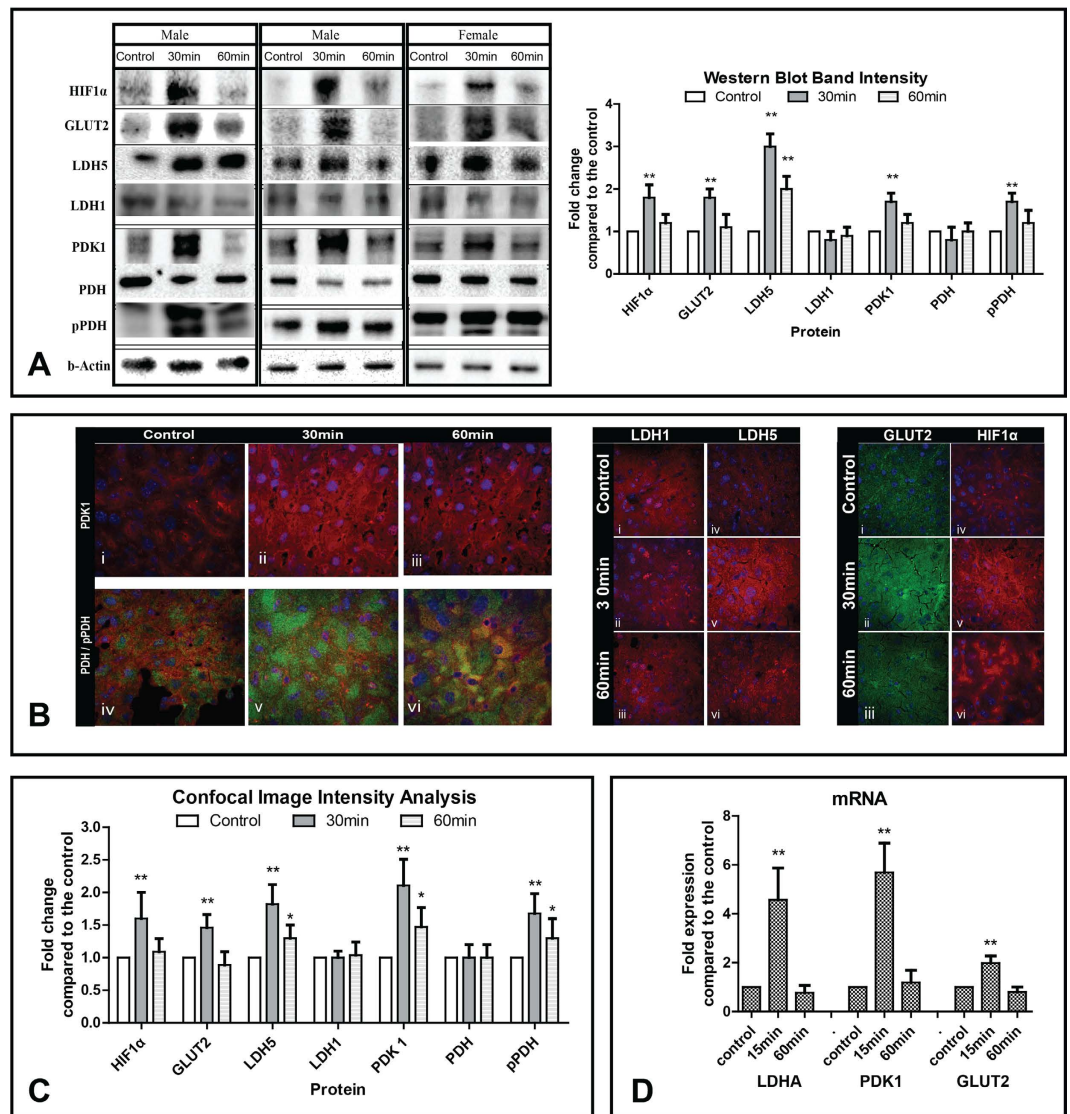 Male Male Female
Control 30min 60min Control 30min 60min Control 30min 60min
HIF1α
GLUT2
LDH5
LDH1
PDK1
PDH
pPDH
b-Actin
A
Western Blot Band Intensity
Control 30min 60min
Fold change
compared to the control
5
4
3
2
1
0
** ** ** ** ** **
HIF1α GLUT2 LDH5 LDH1 PDK1 PDH pPDH
Protein
Control 30min 60min
PDK1
i ii iii
PDH / pPDH
iv v vi
B
LDH1 LDH5
Control
i iv
3 0min
ii v
60min
iii vi
GLUT2 HIF1α
Control
i iv
30min
ii v
60min
iii vi
Confocal Image Intensity Analysis
Control 30min 60min
Fold change
compared to the control
3.0
2.5
2.0
1.5
1.0
0.5
0.0
** ** ** * ** * ** *
HIF1α GLUT2 LDH5 LDH1 PDK 1 PDH pPDH
Protein
C
mRNA
Fold expression
compared to the control
8
6
4
2
0
** ** **
control 15min 60min . control 15min 60min . control 15min 60min
LDHA PDK1 GLUT2
D